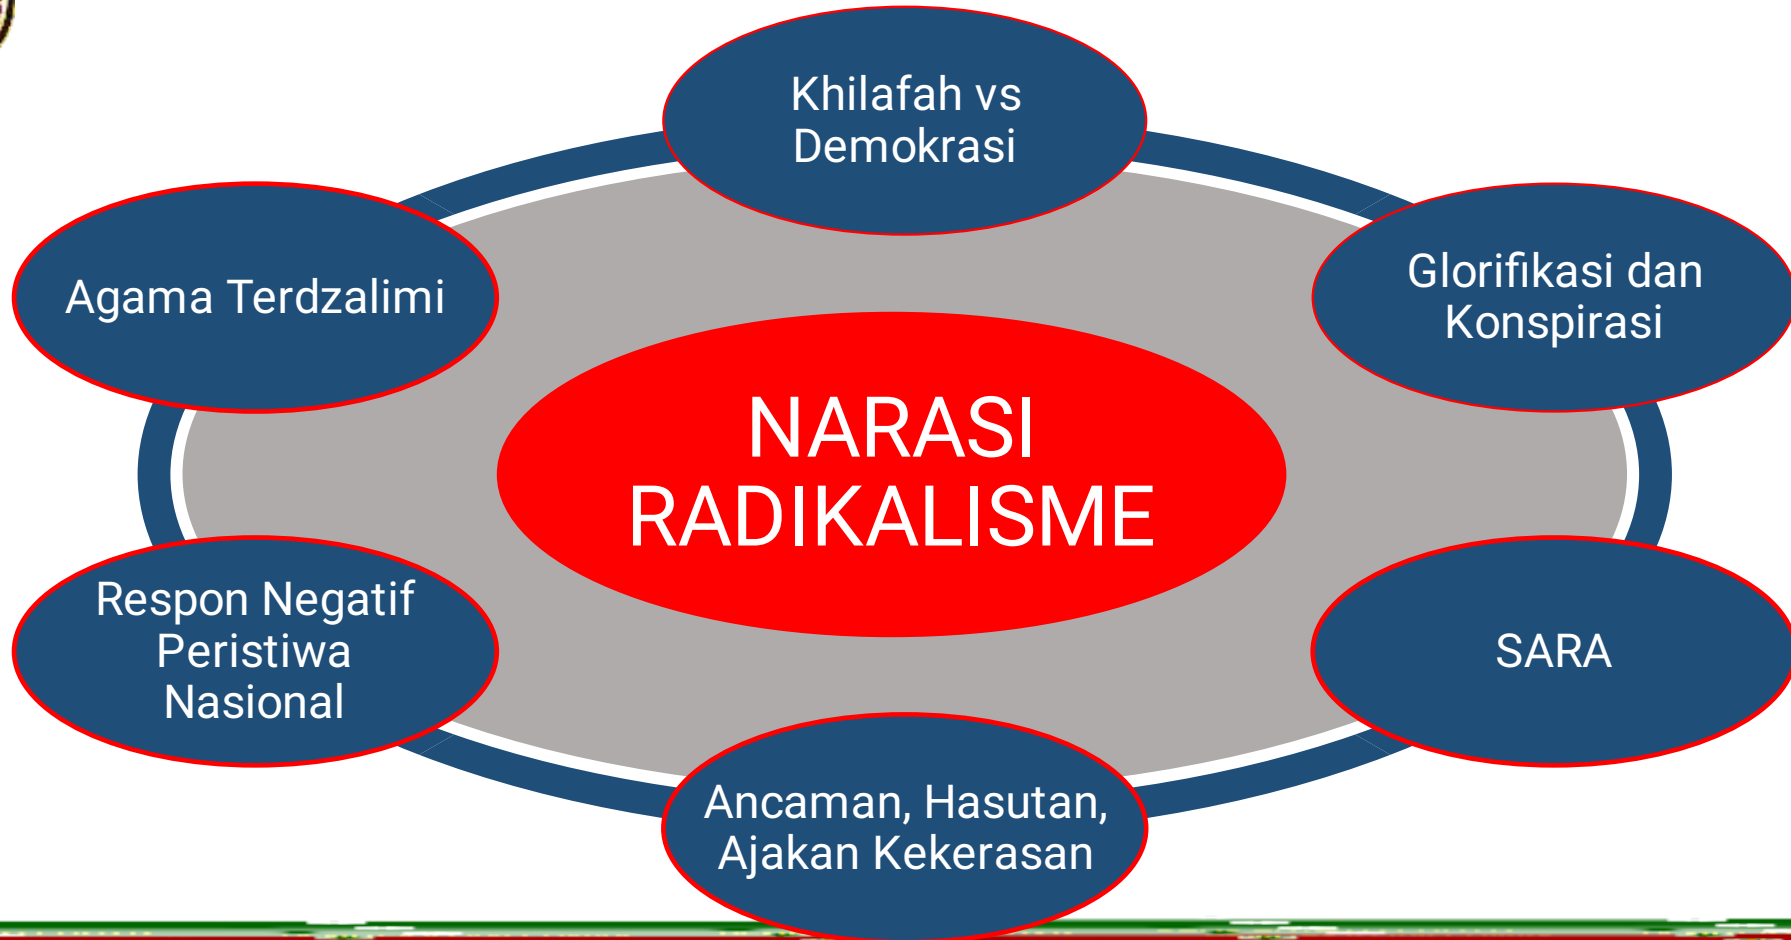 Khilafah vs
Demokrasi
Glorifikasi dan
Konspirasi
SARA
Ancaman, Hasutan,
Ajakan Kekerasan
Respon Negatif
Peristiwa
Nasional
Agama Terdzalimi
NARASI
RADIKALISME